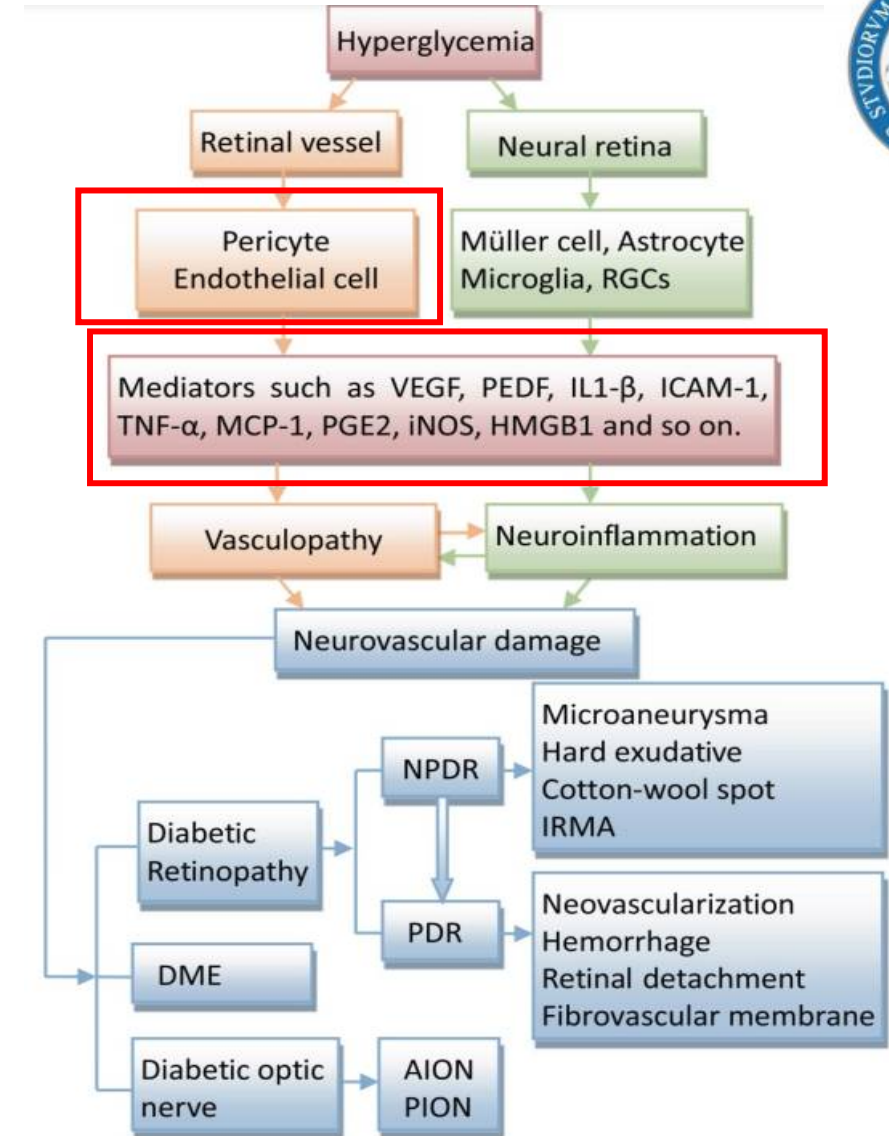 Hyperglycemia
STVDIORVM
Retinal vessel
Neural retina
Pericyte
Endothelial cell
Müller cell, Astrocyte
Microglia, RGCs
Mediators such as VEGF, PEDF, IL1-β, ICAM-1,
TNF-α, MCP-1, PGE2, iNOS, HMGB1 and so on.
Vasculopathy
Neuroinflammation
Neurovascular damage
Microaneurysma
Hard exudative
Cotton-wool spot
IRMA
NPDR
Diabetic
Retinopathy
PDR
Neovascularization
Hemorrhage
Retinal detachment
Fibrovascular membrane
DME
Diabetic optic
nerve
AION
PION